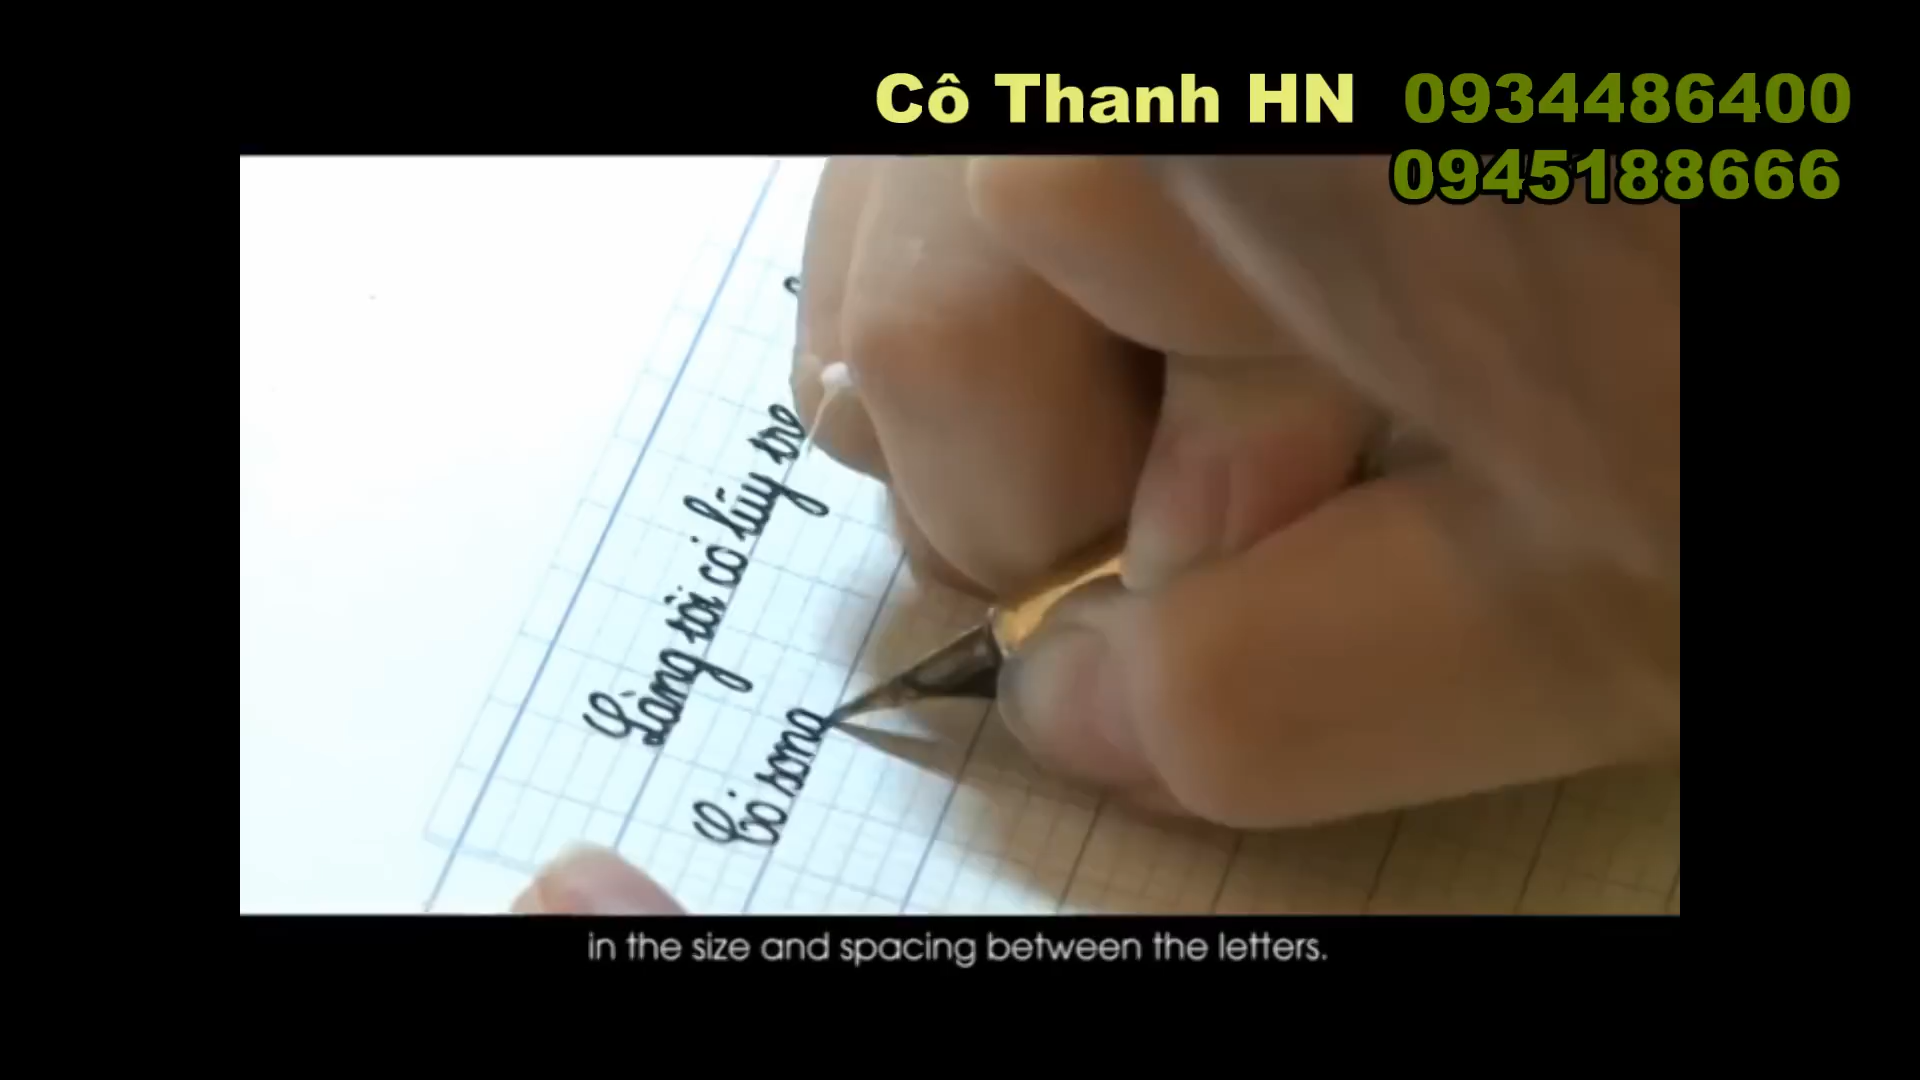 Cô Thanh HN 0934486400
0945188666
Làng tôi có lũy tre
Có sông
in the size and spacing between the letters.